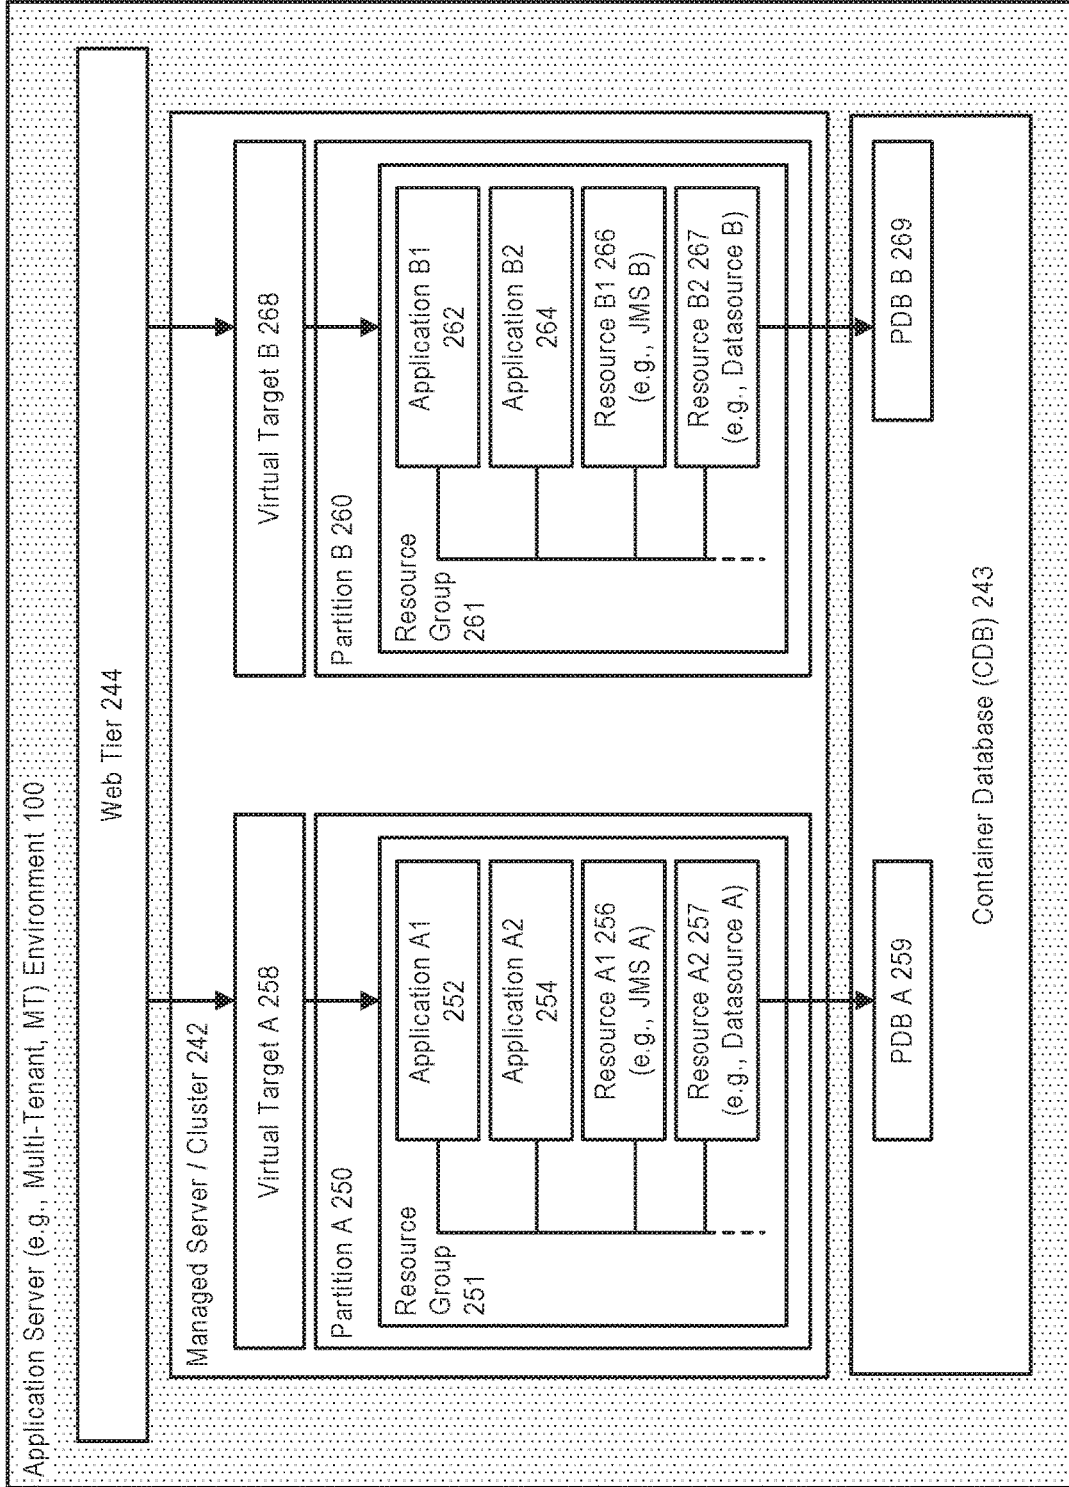 Application Server (e.g., Multi-Tenant, MT) Environment 100
Web Tier 244
Managed Server / Cluster 242
Virtual Target A 258
Partition A 250
Resource
Group
251
Application A1
252
Application A2
254
Resource A1 256
(e.g., JMS A)
Resource A2 257
(e.g., Datasource A)
Virtual Target B 268
Partition B 260
Resource
Group
261
Application B1
262
Application B2
264
Resource B1 266
(e.g., JMS B)
Resource B2 267
(e.g., Datasource B)
PDB A 259
PDB B 269
Container Database (CDB) 243